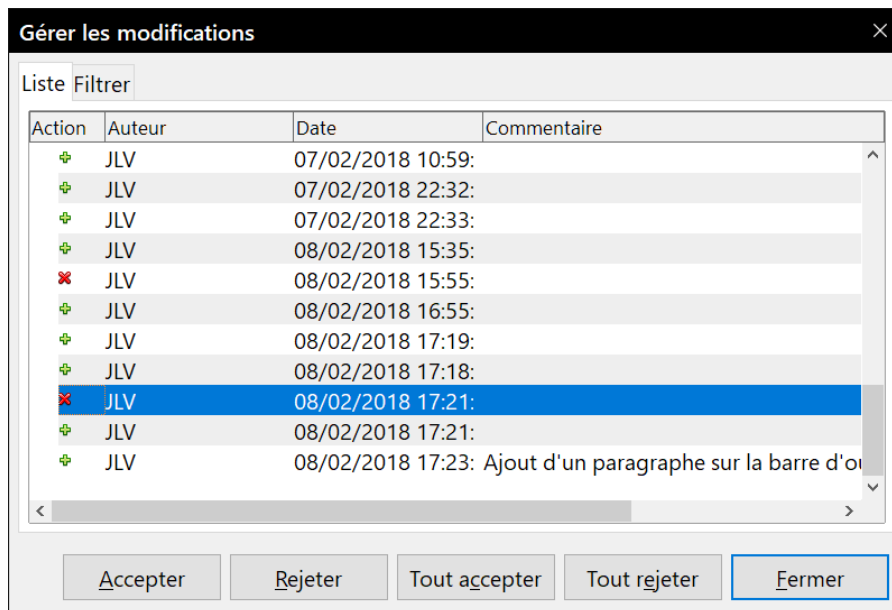 Gérer les modifications
Liste Filtrer
Action Auteur Date Commentaire
JLV 07/02/2018 10:59:
JLV 07/02/2018 22:32:
JLV 07/02/2018 22:33:
JLV 08/02/2018 15:35:
JLV 08/02/2018 15:55:
JLV 08/02/2018 16:55:
JLV 08/02/2018 17:19:
JLV 08/02/2018 17:18:
JLV 08/02/2018 17:21:
JLV 08/02/2018 17:21:
JLV 08/02/2018 17:23: Ajout d'un paragraphe sur la barre
Accepter Rejeter Tout accepter Tout rejeter Fermer